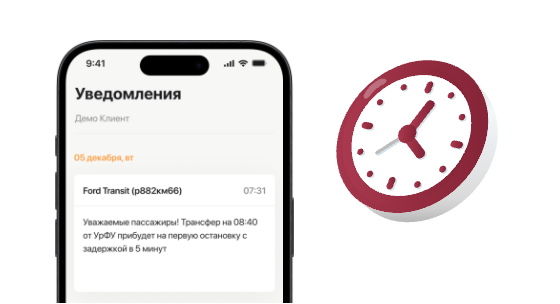 9:41
Уведомления
Демо Клиент
05 декабря, вт
Ford Transit (р882км66) 07:31
Уважаемые пассажиры! Трансфер на 08:40
от УрФУ прибудет на первую остановку с
задержкой в 5 минут